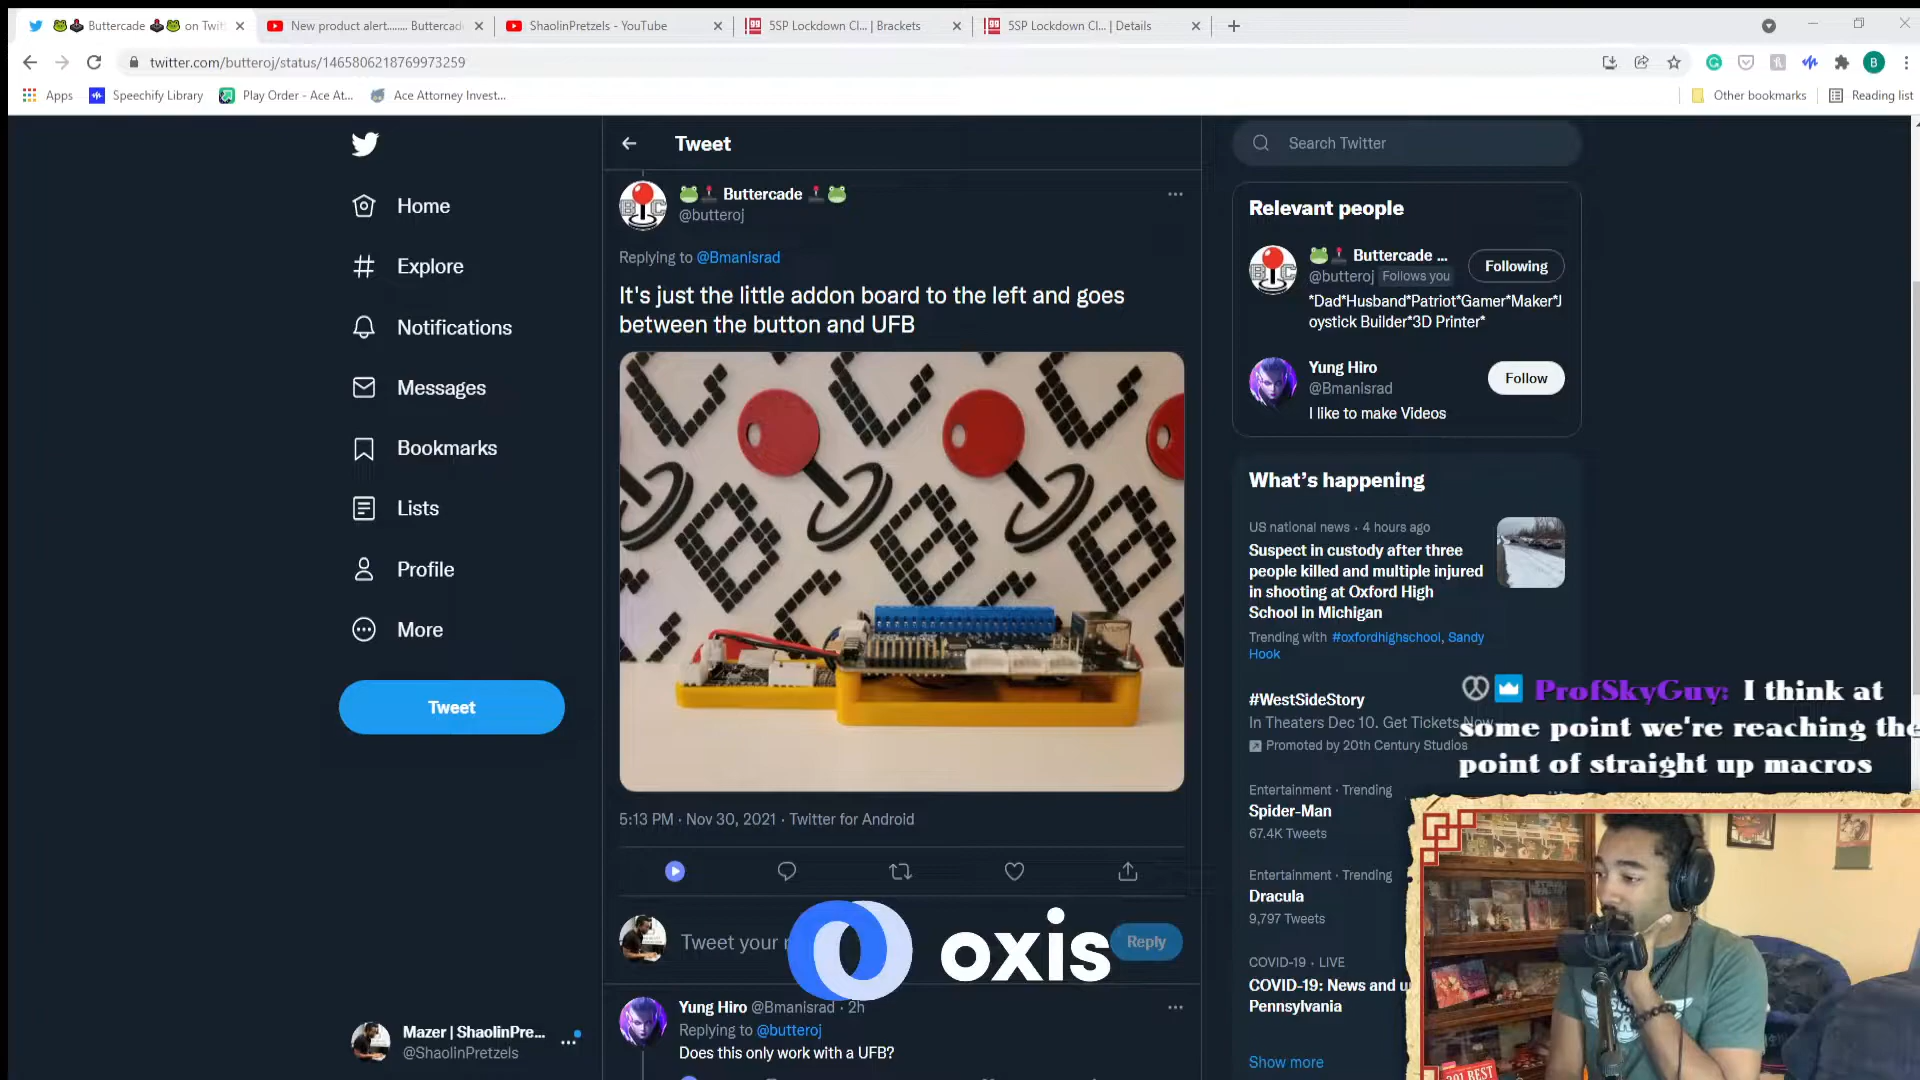 Buttercade on Twit
New product alert........ Buttercade
ShaolinPretzels - YouTube
5SP Lockdown Cl... | Brackets
5SP Lockdown Cl... | Details
twitter.com/butteroj/status/1465806218769973259
Apps
Speechify Library
Play Order - Ace At...
Ace Attorney Invest...
Other bookmarks
Reading list
Home
Explore
Notifications
Messages
Bookmarks
Lists
Profile
More
Tweet
Mazer | ShaolinPre...
@ShaolinPretzels
Tweet
Buttercade
@butteroj
Replying to @Bmanisrad
It's just the little addon board to the left and goes
between the button and UFB
5:13 PM · Nov 30, 2021 · Twitter for Android
Tweet your
Reply
oxis
Yung Hiro @Bmanisrad · 2h
Replying to @butteroj
Does this only work with a UFB?
Search Twitter
Relevant people
Buttercade ...
@butteroj Follows you
Following
*Dad*Husband*Patriot*Gamer*Maker*J
oystick Builder*3D Printer*
Yung Hiro
@Bmanisrad
Follow
I like to make Videos
What's happening
US national news · 4 hours ago
Suspect in custody after three
people killed and multiple injured
in shooting at Oxford High
School in Michigan
Trending with #oxfordhighschool, Sandy
Hook
#WestSideStory
In Theaters Dec 10. Get Tickets Now
Promoted by 20th Century Studios
Entertainment · Trending
Spider-Man
67.4K Tweets
Entertainment · Trending
Dracula
9,797 Tweets
COVID-19 · LIVE
COVID-19: News and u
Pennsylvania
Show more
ProfSkyGuy: I think at
some point we're reaching the
point of straight up macros